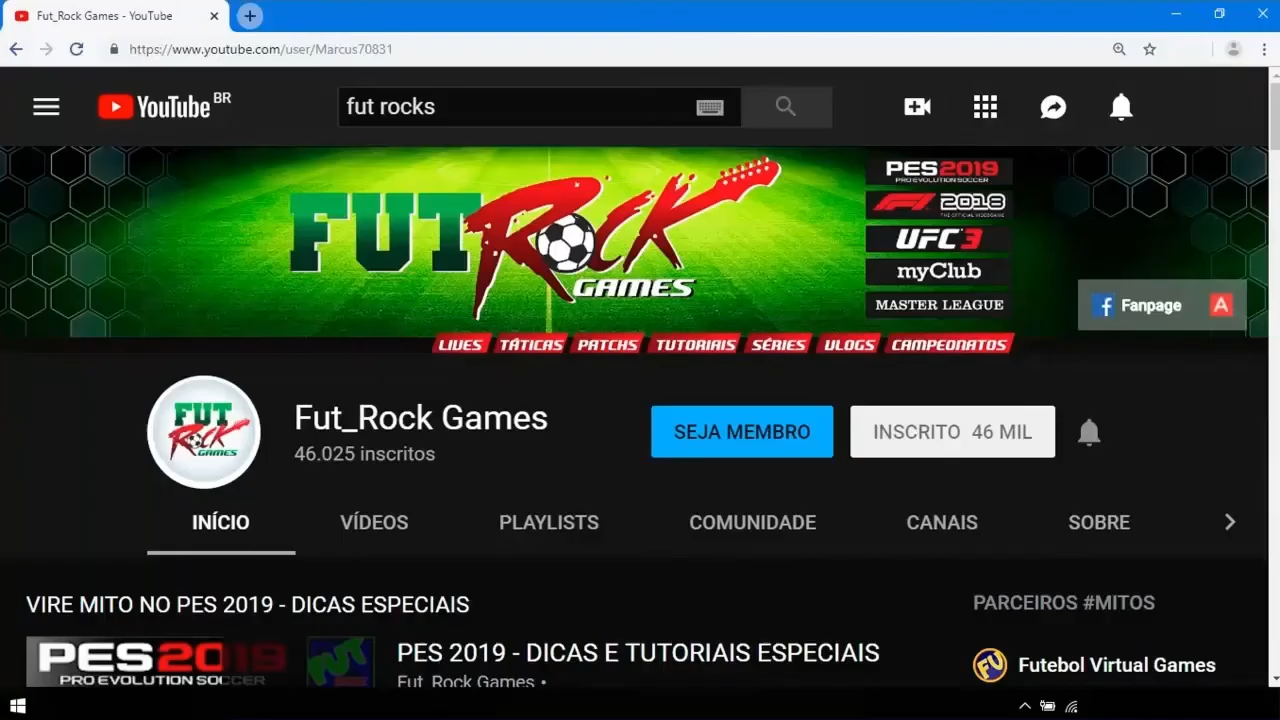 Fut_Rock Games - YouTube
https://www.youtube.com/user/Marcus70831
YouTube BR
fut rocks
FUT ROCK GAMES
PES2019
PRO EVOLUTION SOCCER
F1 2018
THE OFFICIAL VIDEOGAME
UFC 3
myClub
MASTER LEAGUE
Fanpage A
LIVES TÁTICAS PATCHS TUTORIAIS SÉRIES VLOGS CAMPEONATOS
FUT ROCK GAMES
Fut_Rock Games
46.025 inscritos
SEJA MEMBRO
INSCRITO 46 MIL
INÍCIO VÍDEOS PLAYLISTS COMUNIDADE CANAIS SOBRE
VIRE MITO NO PES 2019 - DICAS ESPECIAIS
PARCEIROS #MITOS
PES2019
PRO EVOLUTION SOCCER
FUT
PES 2019 - DICAS E TUTORIAIS ESPECIAIS
Fut_Rock Games •
FU
Futebol Virtual Games